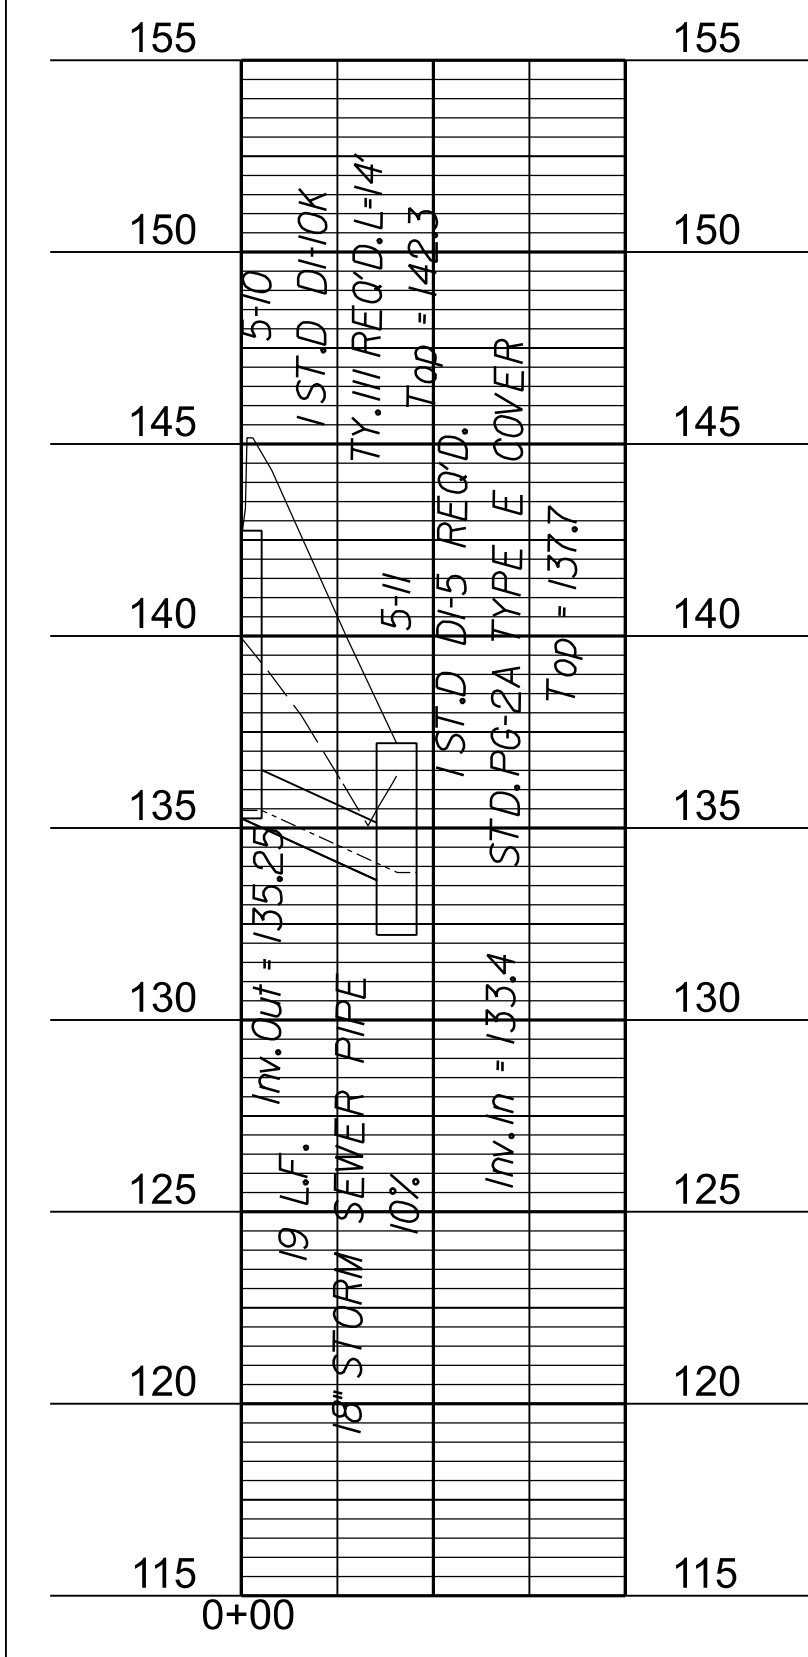 155 155
150 150
145 145
140 140
135 135
130 130
125 125
120 120
115 115
0+00
5-10
1 ST.D DI-10K
TY.III REQ'D. L=14'
Top = 142.3
5-11
1 ST.D DI-5 REQ'D.
STD.PG-2A TYPE E COVER
Top = 137.7
Inv.Out = 135.25
19 L.F.
18" STORM SEWER PIPE
10%
Inv.In = 133.4